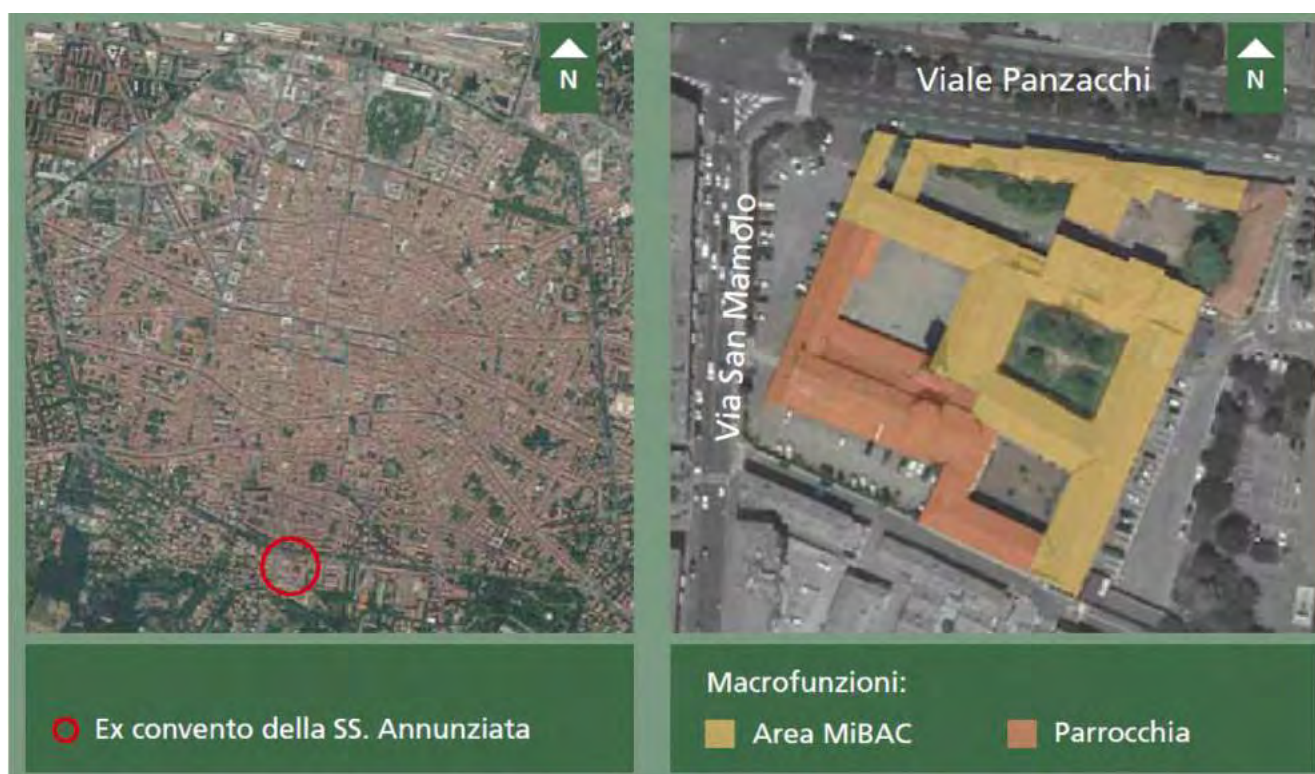 N
Ex convento della SS. Annunziata
N
Viale Panzacchi
Via San Mamolo
Macrofunzioni:
Area MiBAC
Parrocchia